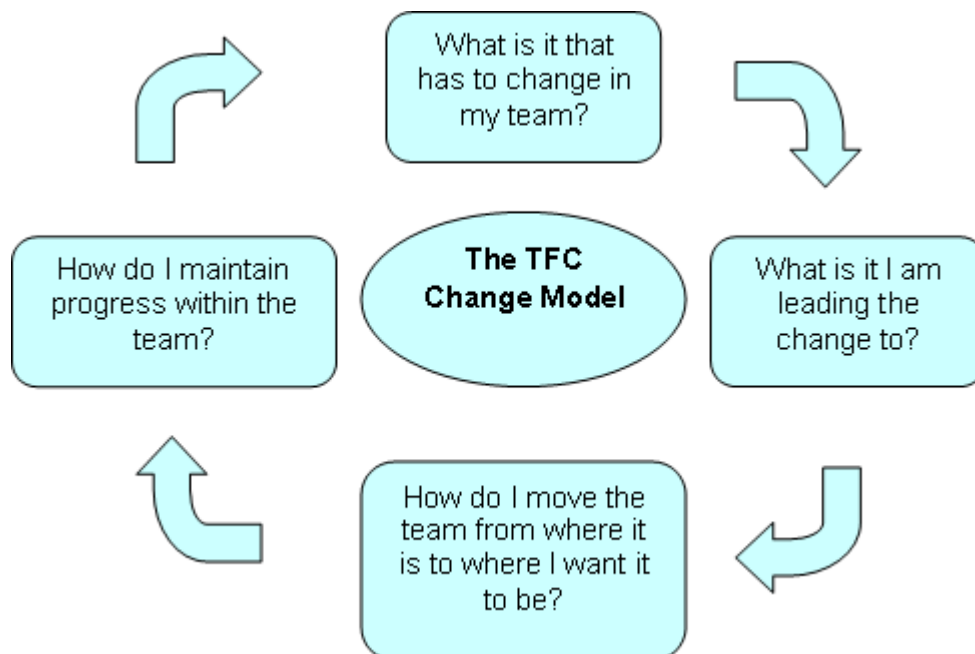 What is it that
has to change in
my team?
The TFC
Change Model
How do I maintain
progress within the
team?
What is it I am
leading the
change to?
How do I move the
team from where it
is to where I want it
to be?